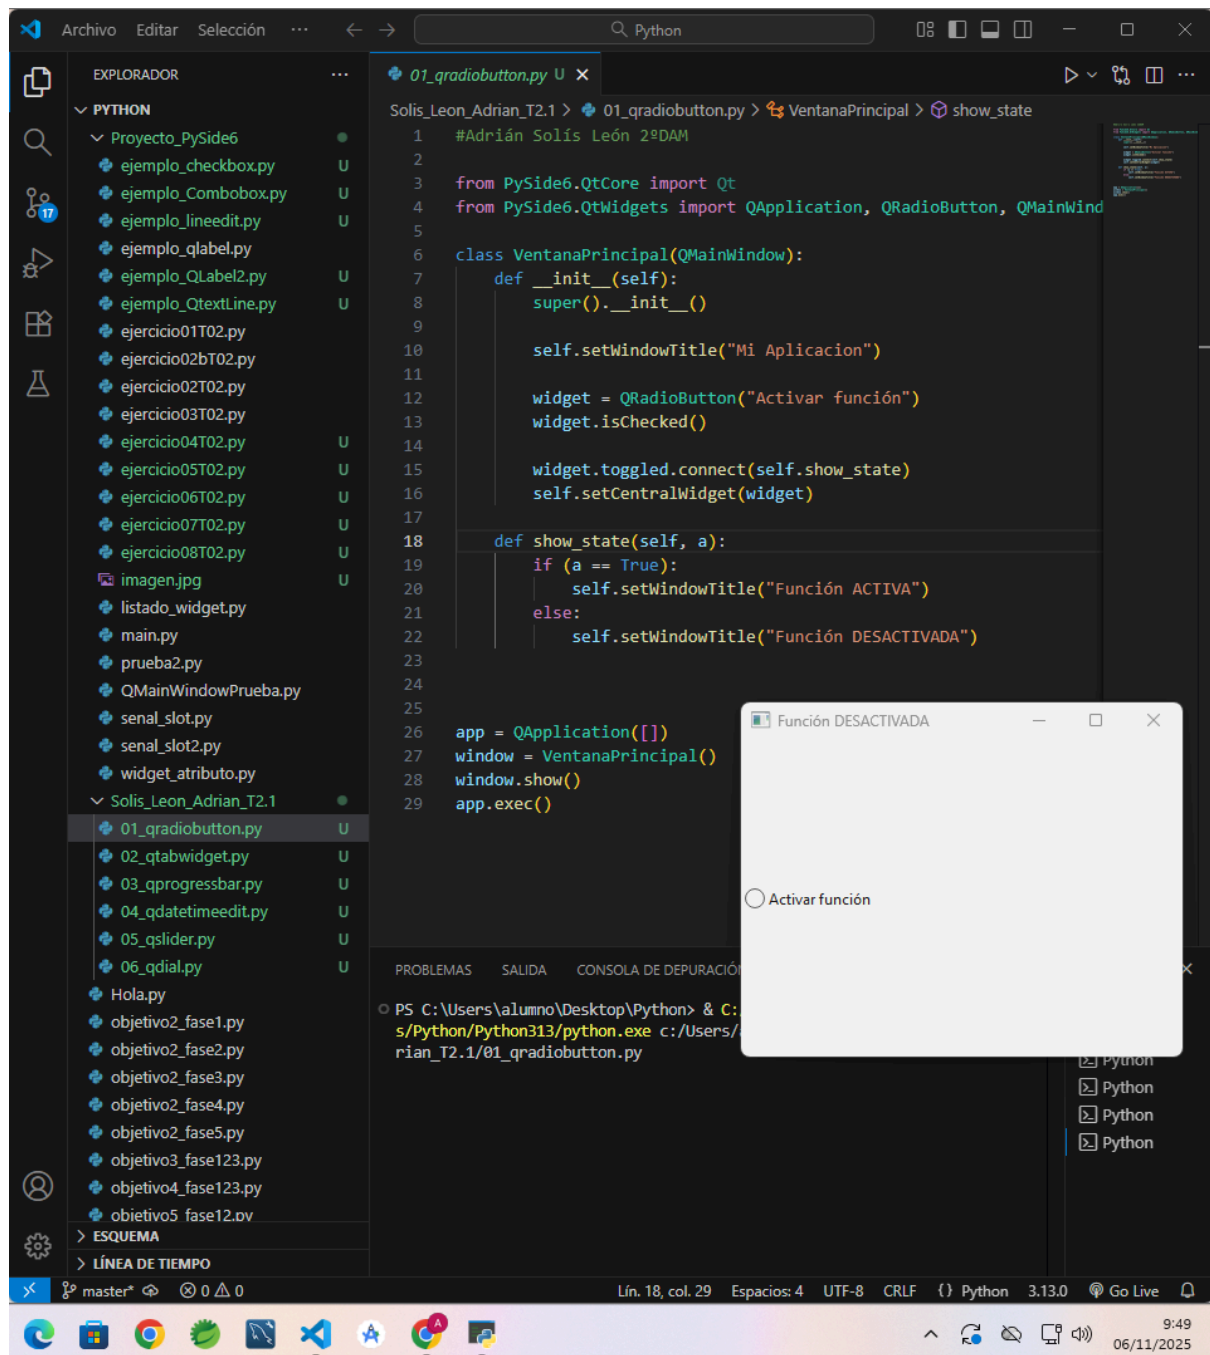 Archivo Editar Selección ··· Python
EXPLORADOR ···
PYTHON
Proyecto_PySide6
ejemplo_checkbox.py U
ejemplo_Combobox.py U
ejemplo_lineedit.py U
ejemplo_qlabel.py
ejemplo_QLabel2.py U
ejemplo_QtextLine.py U
ejercicio01T02.py
ejercicio02bT02.py
ejercicio02T02.py
ejercicio03T02.py
ejercicio04T02.py U
ejercicio05T02.py U
ejercicio06T02.py U
ejercicio07T02.py U
ejercicio08T02.py U
imagen.jpg U
listado_widget.py
main.py
prueba2.py
QMainWindowPrueba.py
senal_slot.py
senal_slot2.py
widget_atributo.py
Solis_Leon_Adrian_T2.1
01_qradiobutton.py U
02_qtabwidget.py U
03_qprogressbar.py U
04_qdatetimeedit.py U
05_qslider.py U
06_qdial.py U
Hola.py
objetivo2_fase1.py
objetivo2_fase2.py
objetivo2_fase3.py
objetivo2_fase4.py
objetivo2_fase5.py
objetivo3_fase123.py
objetivo4_fase123.py
objetivo5_fase12.py
ESQUEMA
LÍNEA DE TIEMPO
17
01_qradiobutton.py U
Solis_Leon_Adrian_T2.1 > 01_qradiobutton.py > VentanaPrincipal > show_state
1 #Adrián Solís León 2ºDAM
2
3 from PySide6.QtCore import Qt
4 from PySide6.QtWidgets import QApplication, QRadioButton, QMainWind
5
6 class VentanaPrincipal(QMainWindow):
7 def __init__(self):
8 super().__init__()
9
10 self.setWindowTitle("Mi Aplicacion")
11
12 widget = QRadioButton("Activar función")
13 widget.isChecked()
14
15 widget.toggled.connect(self.show_state)
16 self.setCentralWidget(widget)
17
18 def show_state(self, a):
19 if (a == True):
20 self.setWindowTitle("Función ACTIVA")
21 else:
22 self.setWindowTitle("Función DESACTIVADA")
23
24
25
26 app = QApplication([])
27 window = VentanaPrincipal()
28 window.show()
29 app.exec()
Función DESACTIVADA
Activar función
PROBLEMAS SALIDA CONSOLA DE DEPURACIÓN
PS C:\Users\alumno\Desktop\Python> & C:
s/Python/Python313/python.exe c:/Users/
rian_T2.1/01_qradiobutton.py
Python
Python
Python
Python
master* 0 0 Lín. 18, col. 29 Espacios: 4 UTF-8 CRLF {} Python 3.13.0 Go Live
A
9:49
06/11/2025